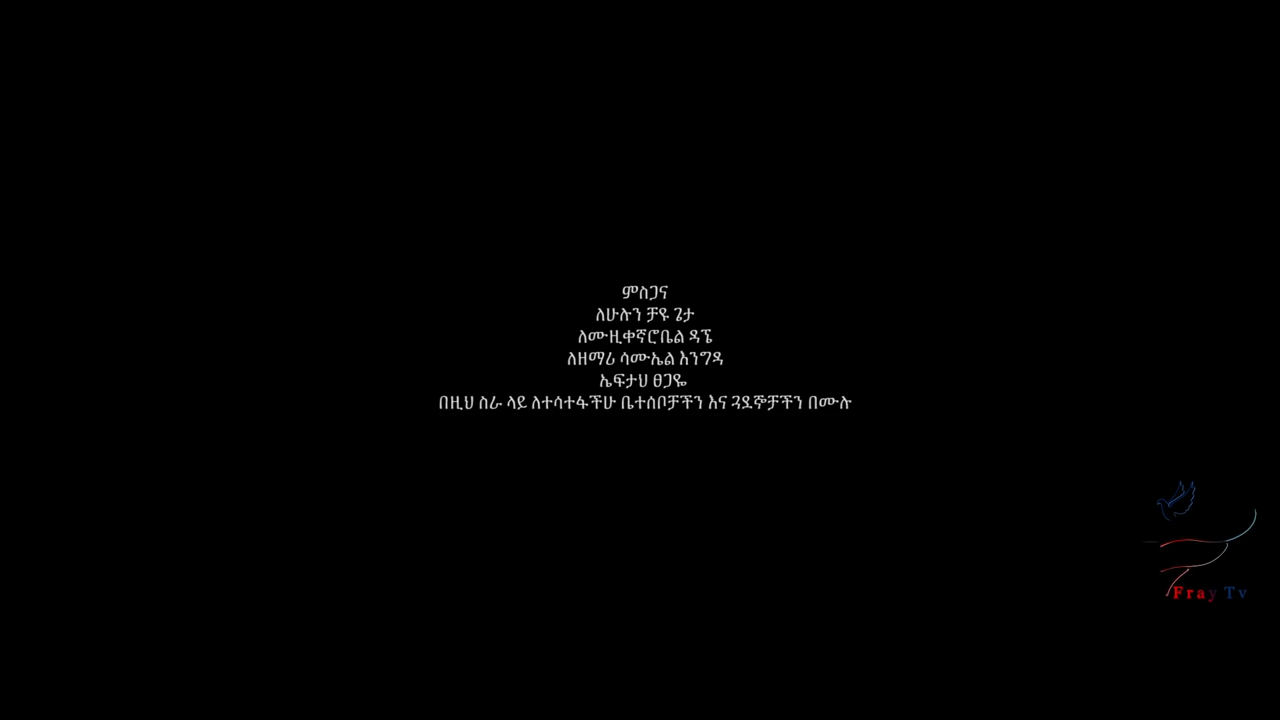 ምስጋና
ለሁሉን ቻዩ ጌታ
ለሙዚቀኛሮቤል ዳኜ
ለዘማሪ ሳሙኤል እንግዳ
ኤፍታህ ፀጋዬ
በዚህ ስራ ላይ ለተሳተፋችሁ ቤተሰቦቻችን እና ጓደኞቻችን በሙሉ
Fray Tv